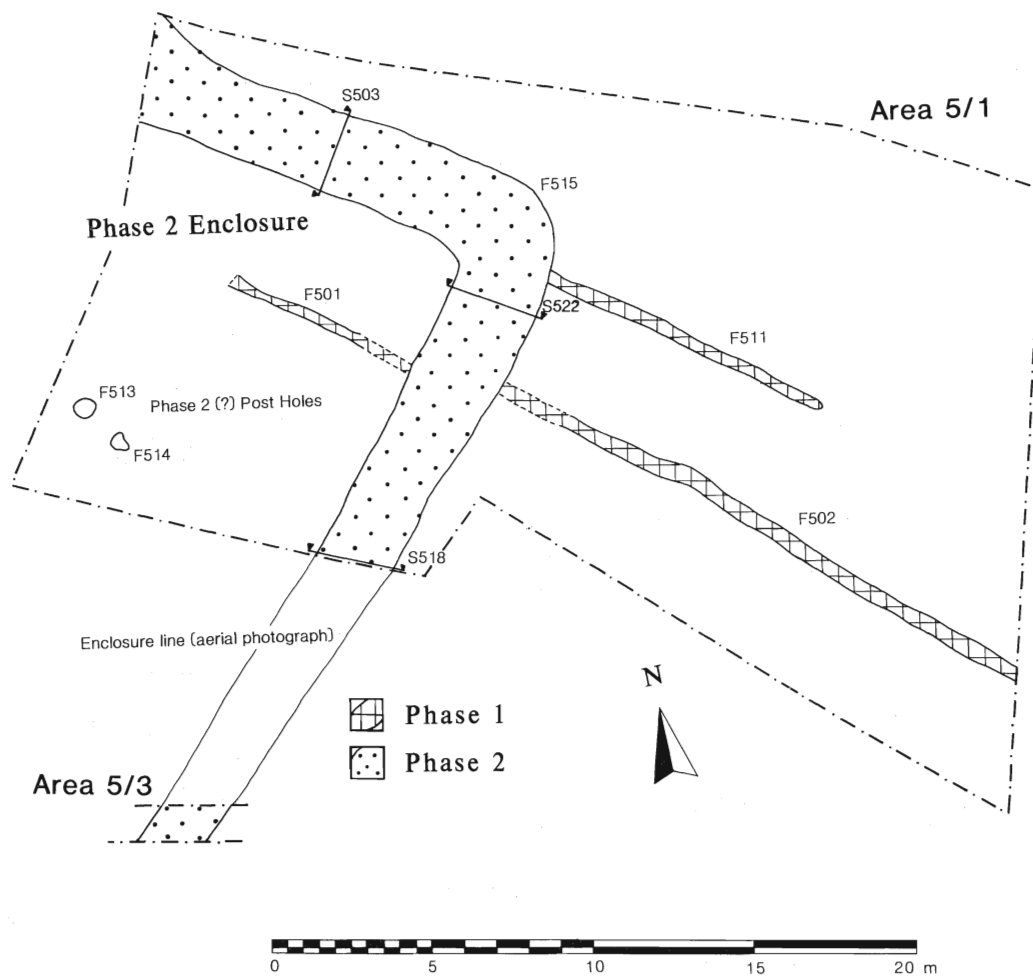 S503
Area 5/1
F515
Phase 2 Enclosure
F501
S522
F511
F513
Phase 2 (?) Post Holes
F514
F502
S518
Enclosure line (aerial photograph)
N
Phase 1
Phase 2
Area 5/3
0 5 10 15 20 m